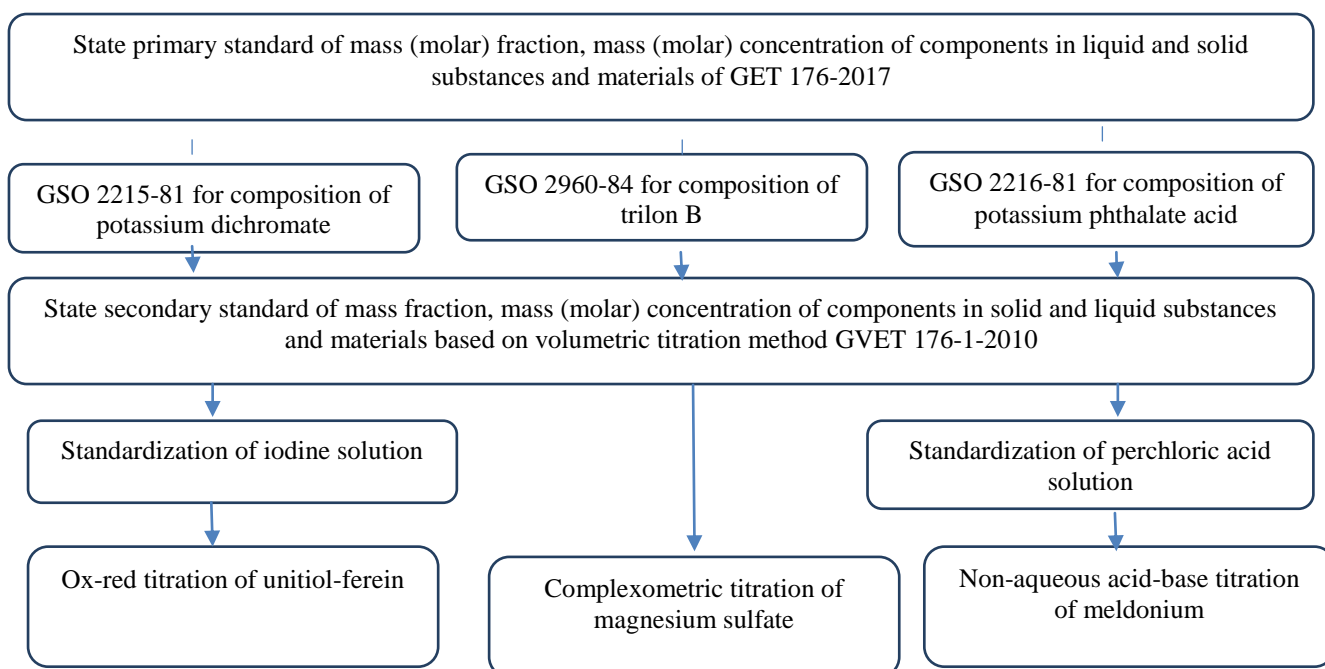 State primary standard of mass (molar) fraction, mass (molar) concentration of components in liquid and solid
substances and materials of GET 176-2017
GSO 2215-81 for composition of
potassium dichromate
GSO 2960-84 for composition of
trilon B
GSO 2216-81 for composition of
potassium phthalate acid
State secondary standard of mass fraction, mass (molar) concentration of components in solid and liquid substances
and materials based on volumetric titration method GVET 176-1-2010
Standardization of iodine solution
Standardization of perchloric acid
solution
Ox-red titration of unitiol-ferein
Complexometric titration of
magnesium sulfate
Non-aqueous acid-base titration
of meldonium